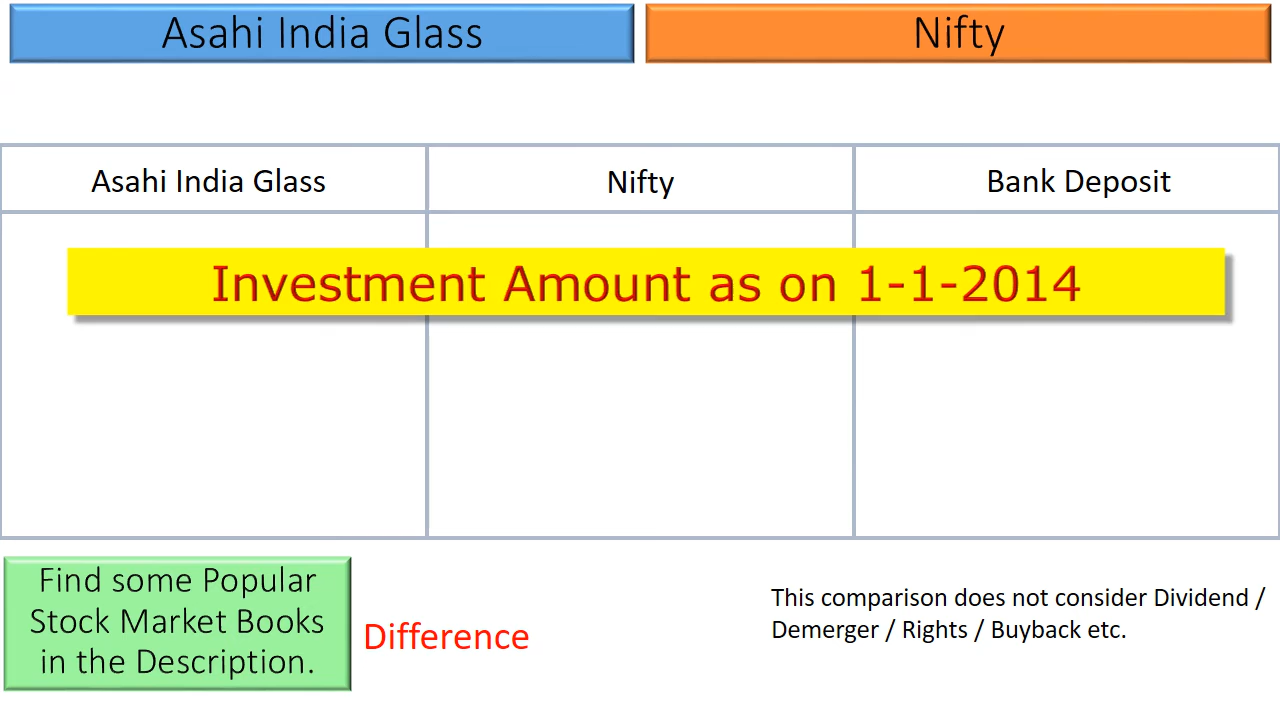 Asahi India Glass
Nifty
Asahi India Glass
Nifty
Bank Deposit
Investment Amount as on 1-1-2014
Find some Popular
Stock Market Books
in the Description.
Difference
This comparison does not consider Dividend /
Demerger / Rights / Buyback etc.